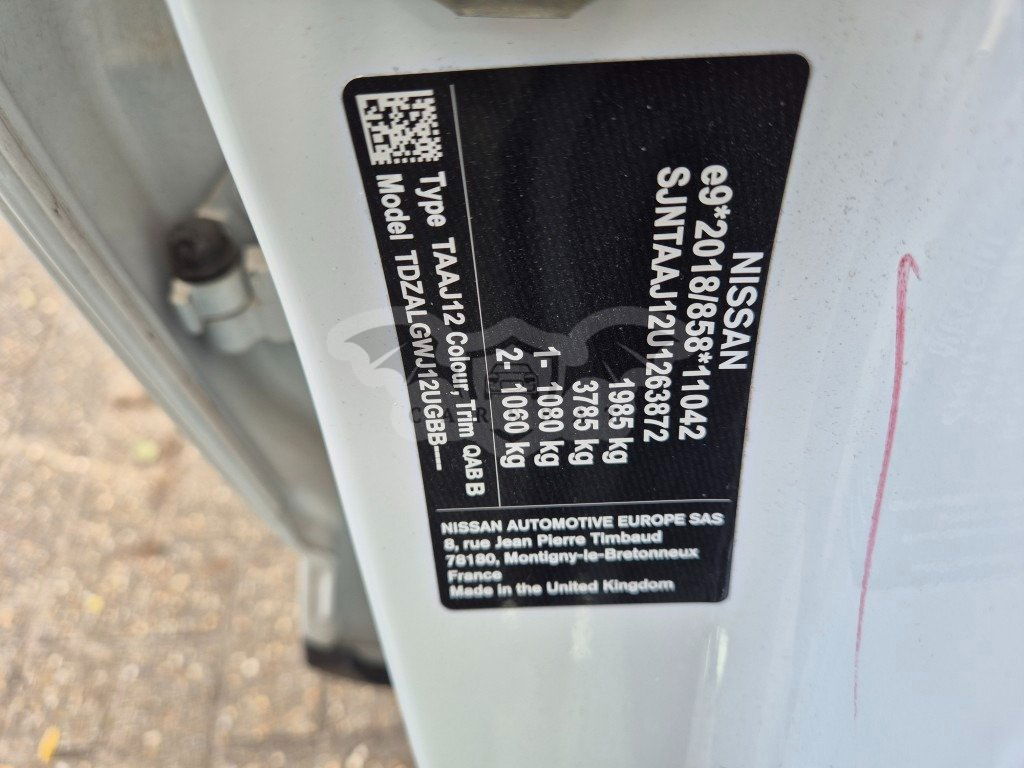 NISSAN
e9*2018/858*11042
SJNTAAJ12U1263872
1985 kg
3785 kg
1- 1080 kg
2- 1060 kg
Type TAAJ12 Colour, Trim QAB B
Model TDZALGWJ12UGBB----
NISSAN AUTOMOTIVE EUROPE SAS
8, rue Jean Pierre Timbaud
78180, Montigny-le-Bretonneux
France
Made in the United Kingdom